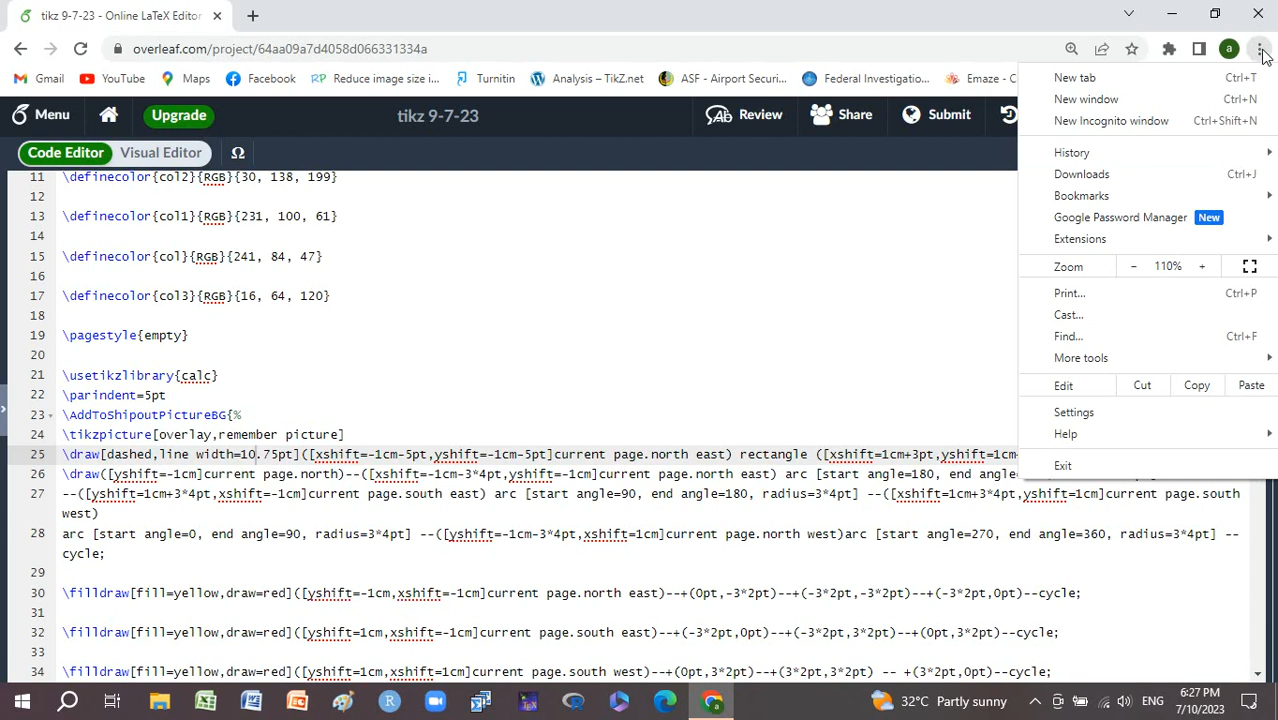 tikz 9-7-23 - Online LaTeX Editor
overleaf.com/project/64aa09a7d4058d066331334a
a
Gmail
YouTube
Maps
Facebook
RP Reduce image size i...
Turnitin
Analysis – TikZ.net
ASF - Airport Securi...
Federal Investigatio...
Emaze - C
Menu
Upgrade
tikz 9-7-23
Review
Share
Submit
Code Editor
Visual Editor
Ω
11 \definecolor{col2}{RGB}{30, 138, 199}
12
13 \definecolor{col1}{RGB}{231, 100, 61}
14
15 \definecolor{col}{RGB}{241, 84, 47}
16
17 \definecolor{col3}{RGB}{16, 64, 120}
18
19 \pagestyle{empty}
20
21 \usetikzlibrary{calc}
22 \parindent=5pt
23 \AddToShipoutPictureBG{%
24 \tikzpicture[overlay,remember picture]
25 \draw[dashed,line width=10.75pt]([xshift=-1cm-5pt,yshift=-1cm-5pt]current page.north east) rectangle ([xshift=1cm+3pt,yshift=1cm-
26 \draw([yshift=-1cm]current page.north)--([yshift=-1cm-3*4pt,xshift=-1cm]current page.north east) arc [start angle=180, end angle=
27 --([yshift=1cm+3*4pt,xshift=-1cm]current page.south east) arc [start angle=90, end angle=180, radius=3*4pt] --([xshift=1cm+3*4pt,yshift=1cm]current page.south
west)
28 arc [start angle=0, end angle=90, radius=3*4pt] --([yshift=-1cm-3*4pt,xshift=1cm]current page.north west)arc [start angle=270, end angle=360, radius=3*4pt] --
cycle;
29
30 \filldraw[fill=yellow,draw=red]([yshift=-1cm,xshift=-1cm]current page.north east)--+(0pt,-3*2pt)--+(-3*2pt,-3*2pt)--+(-3*2pt,0pt)--cycle;
31
32 \filldraw[fill=yellow,draw=red]([yshift=1cm,xshift=-1cm]current page.south east)--+(-3*2pt,0pt)--+(-3*2pt,3*2pt)--+(0pt,3*2pt)--cycle;
33
34 \filldraw[fill=yellow,draw=red]([yshift=1cm,xshift=1cm]current page.south west)--+(0pt,3*2pt)--+(3*2pt,3*2pt) -- +(3*2pt,0pt)--cycle;
New tab Ctrl+T
New window Ctrl+N
New Incognito window Ctrl+Shift+N
History
Downloads Ctrl+J
Bookmarks
Google Password Manager New
Extensions
Zoom − 110% +
Print... Ctrl+P
Cast...
Find... Ctrl+F
More tools
Edit Cut Copy Paste
Settings
Help
Exit
32°C Partly sunny
ENG
6:27 PM
7/10/2023